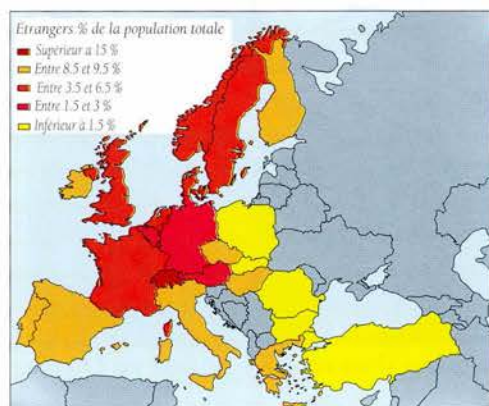 Etrangers % de la population totale
Supérieur à 15 %
Entre 8.5 et 9.5 %
Entre 3.5 et 6.5 %
Entre 1.5 et 3 %
Inférieur à 1.5 %